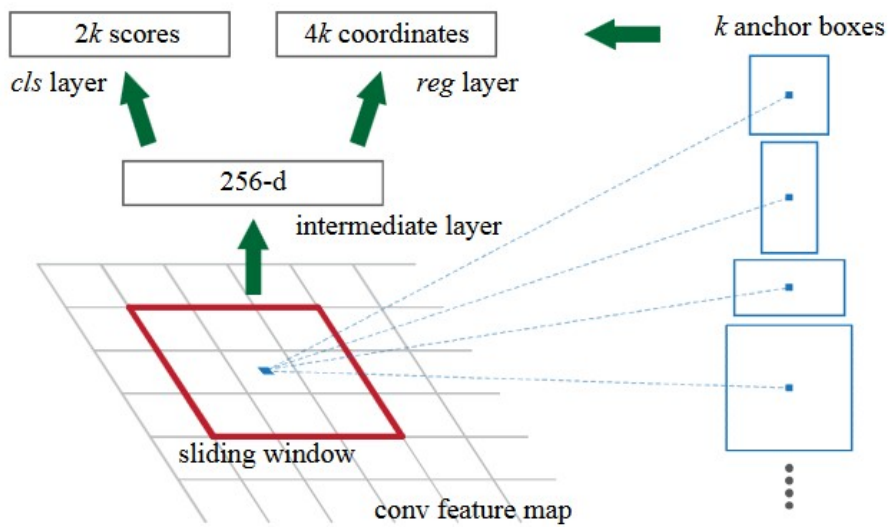 2k scores
4k coordinates
k anchor boxes
cls layer
reg layer
256-d
intermediate layer
sliding window
conv feature map